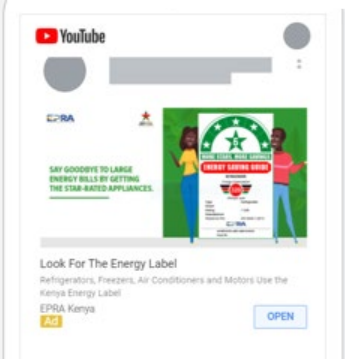 YouTube
EPRA
SAY GOODBYE TO LARGE
ENERGY BILLS BY GETTING
THE STAR-RATED APPLIANCES.
MORE STARS, MORE SAVINGS
ENERGY SAVING GUIDE
Look For The Energy Label
Refrigerators, Freezers, Air Conditioners and Motors Use the
Kenya Energy Label
EPRA Kenya
Ad
OPEN